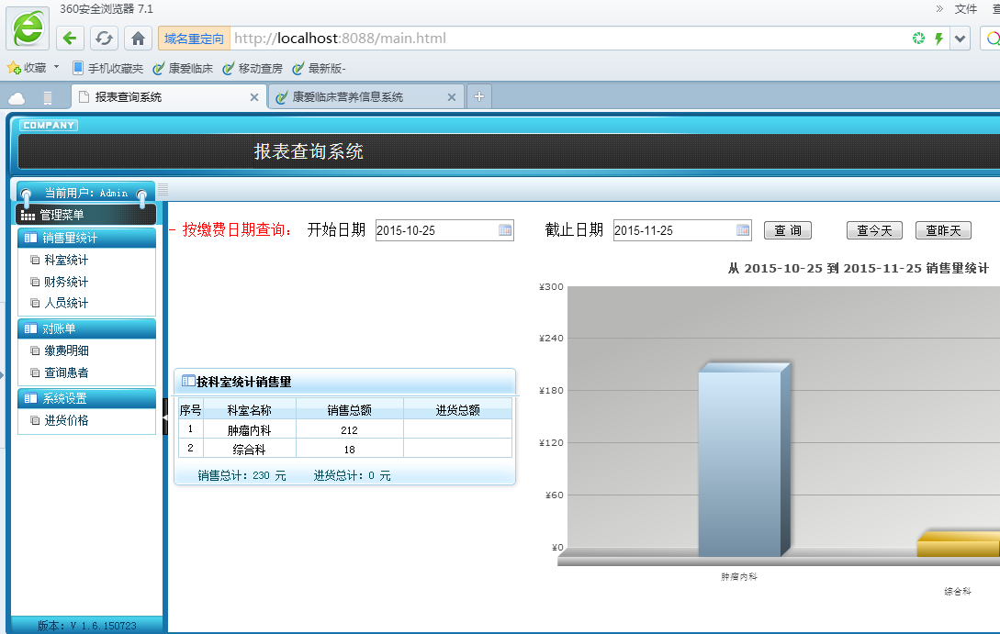 360安全浏览器 7.1
» 文件
域名重定向 http://localhost:8088/main.html
收藏 手机收藏夹 康爱临床 移动查房 最新版-
报表查询系统 康爱临床营养信息系统
COMPANY
报表查询系统
当前用户: Admin
管理菜单
销售量统计
科室统计
财务统计
人员统计
对账单
缴费明细
查询患者
系统设置
进货价格
版本: V 1.6.150723
- 按缴费日期查询: 开始日期 2015-10-25 截止日期 2015-11-25 查 询 查今天 查昨天
按科室统计销售量
序号 科室名称 销售总额 进货总额
1 肿瘤内科 212
2 综合科 18
销售总计: 230 元 进货总计: 0 元
从 2015-10-25 到 2015-11-25 销售量统计
¥300
¥240
¥180
¥120
¥60
¥0
肿瘤内科
综合科